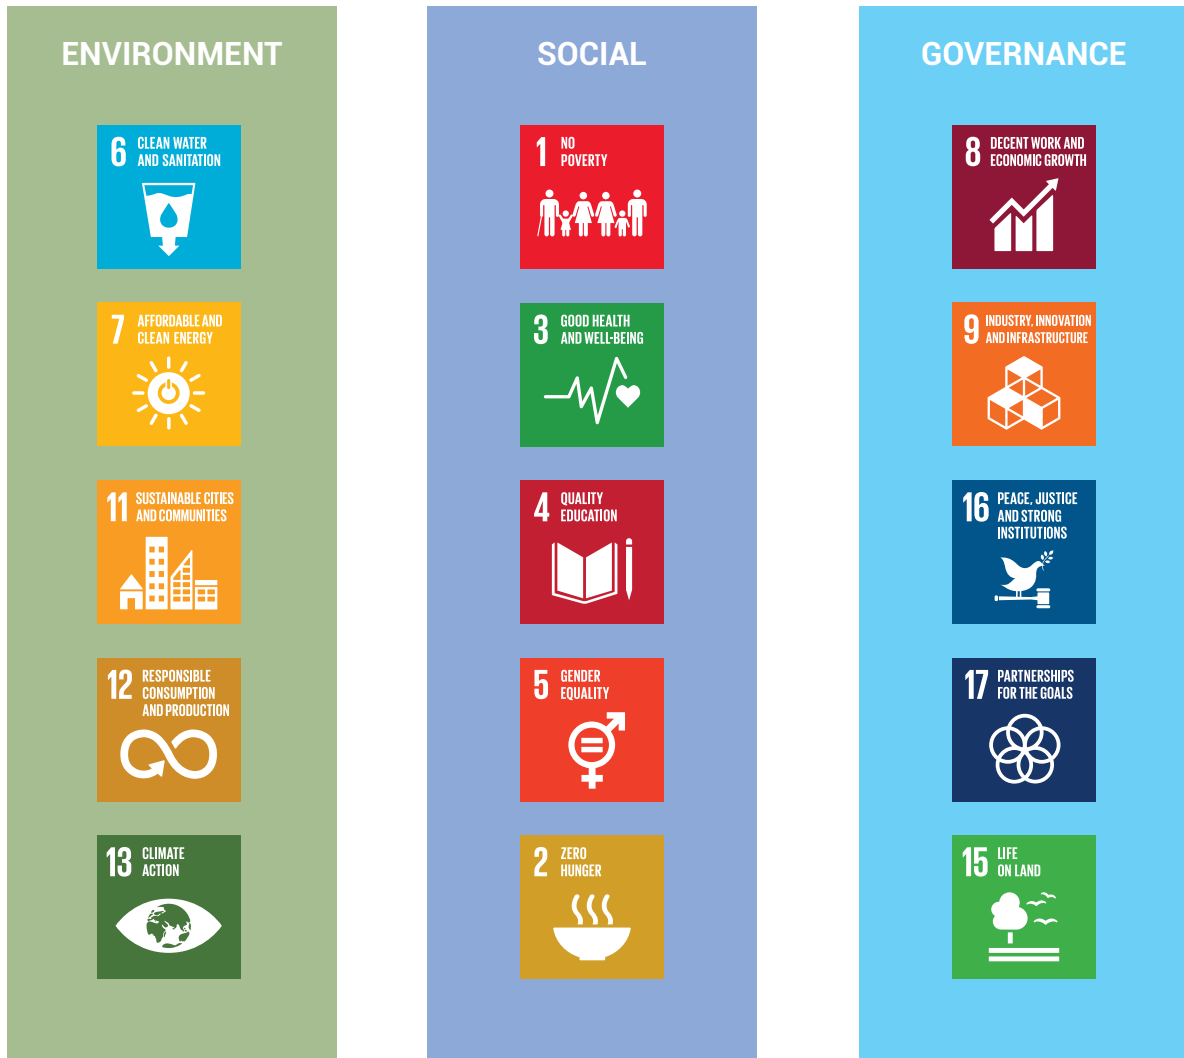 ENVIRONMENT
6 CLEAN WATER
AND SANITATION
7 AFFORDABLE AND
CLEAN ENERGY
11 SUSTAINABLE CITIES
AND COMMUNITIES
12 RESPONSIBLE
CONSUMPTION
AND PRODUCTION
13 CLIMATE
ACTION
SOCIAL
1 NO
POVERTY
3 GOOD HEALTH
AND WELL-BEING
4 QUALITY
EDUCATION
5 GENDER
EQUALITY
2 ZERO
HUNGER
GOVERNANCE
8 DECENT WORK AND
ECONOMIC GROWTH
9 INDUSTRY, INNOVATION
AND INFRASTRUCTURE
16 PEACE, JUSTICE
AND STRONG
INSTITUTIONS
17 PARTNERSHIPS
FOR THE GOALS
15 LIFE
ON LAND